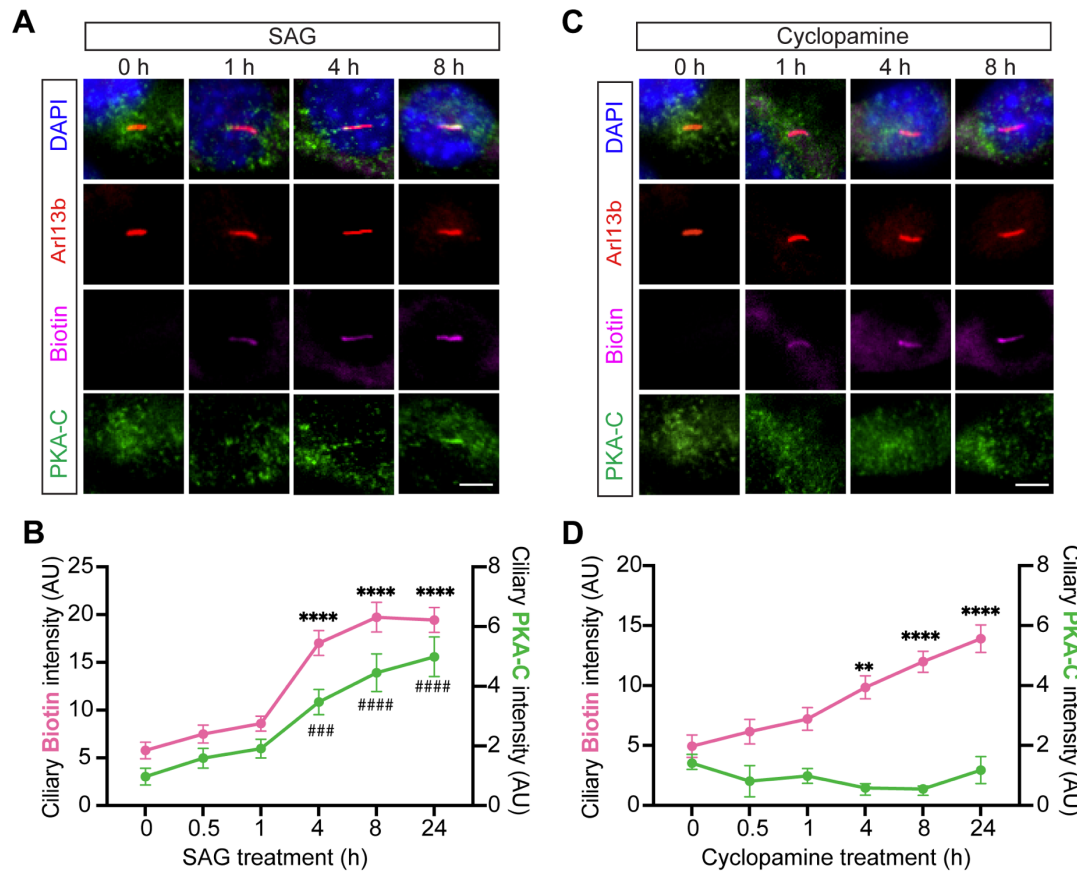 A
SAG
0 h 1 h 4 h 8 h
DAPI
Arl13b
Biotin
PKA-C
C
Cyclopamine
0 h 1 h 4 h 8 h
DAPI
Arl13b
Biotin
PKA-C
B
Ciliary Biotin intensity (AU)
25
20
15
10
5
0
8
6
4
2
0
Ciliary PKA-C intensity (AU)
**** **** ****
### #### ####
0 0.5 1 4 8 24
SAG treatment (h)
D
Ciliary Biotin intensity (AU)
20
15
10
5
0
8
6
4
2
0
Ciliary PKA-C intensity (AU)
** **** ****
0 0.5 1 4 8 24
Cyclopamine treatment (h)